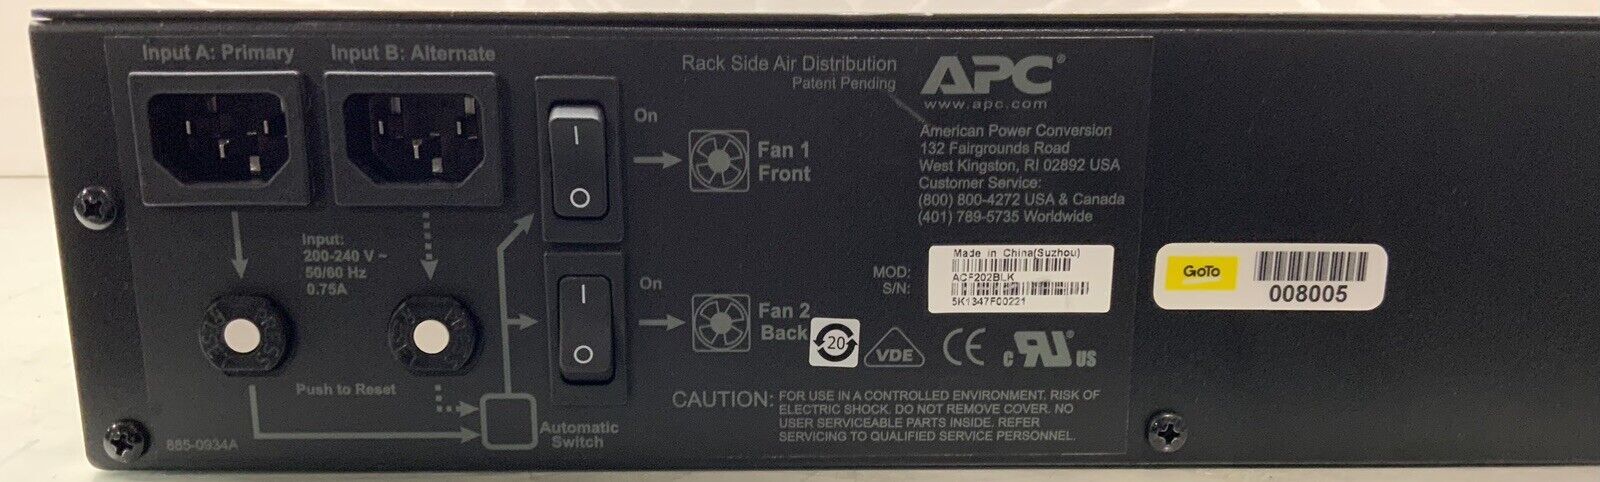 Input A: Primary
Input B: Alternate
Input:
200-240 V ~
50/60 Hz
0.75A
PRESS
PRESS
Push to Reset
885-0934A
Automatic
Switch
On
I
O
Fan 1
Front
On
I
O
Fan 2
Back
Rack Side Air Distribution
Patent Pending
APC®
www.apc.com
American Power Conversion
132 Fairgrounds Road
West Kingston, RI 02892 USA
Customer Service:
(800) 800-4272 USA & Canada
(401) 789-5735 Worldwide
MOD:
S/N:
Made in China(Suzhou)
ACF202BLK
5K1347F00221
20
VDE
CE
c RU US
CAUTION: FOR USE IN A CONTROLLED ENVIRONMENT. RISK OF
ELECTRIC SHOCK. DO NOT REMOVE COVER. NO
USER SERVICEABLE PARTS INSIDE. REFER
SERVICING TO QUALIFIED SERVICE PERSONNEL.
GoTo
008005